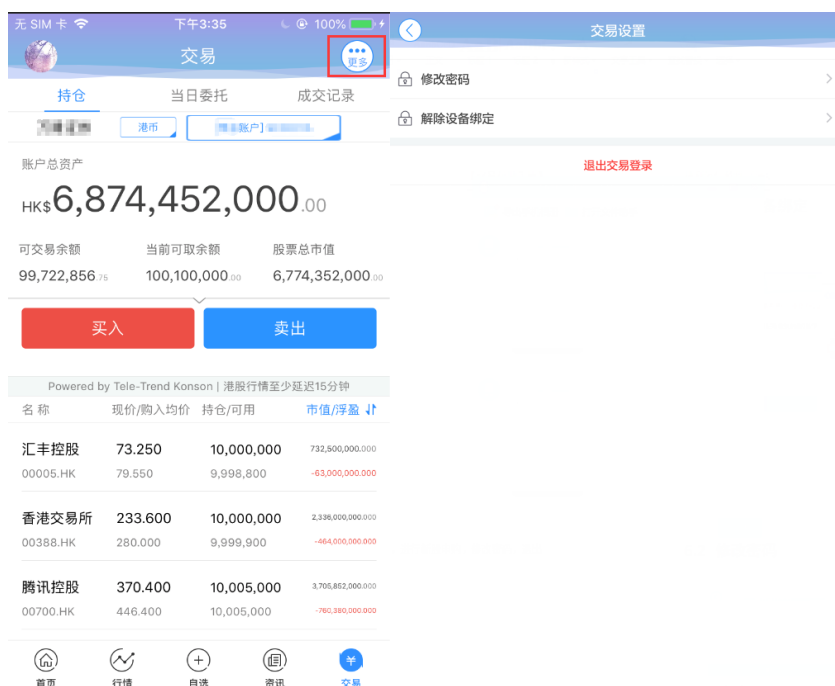 无 SIM 卡 下午3:35 100%
交易
更多
持仓 当日委托 成交记录
港币 账户]
账户总资产
HK$6,874,452,000.00
可交易余额 当前可取余额 股票总市值
99,722,856.75 100,100,000.00 6,774,352,000.00
买入 卖出
Powered by Tele-Trend Konson | 港股行情至少延迟15分钟
名称 现价/购入均价 持仓/可用 市值/浮盈
汇丰控股 73.250 10,000,000 732,500,000.000
00005.HK 79.550 9,998,800 -63,000,000.000
香港交易所 233.600 10,000,000 2,336,000,000.000
00388.HK 280.000 9,999,900 -464,000,000.000
腾讯控股 370.400 10,005,000 3,705,852,000.000
00700.HK 446.400 10,005,000 -760,380,000.000
首页 行情 自选 资讯 交易
交易设置
修改密码
解除设备绑定
退出交易登录